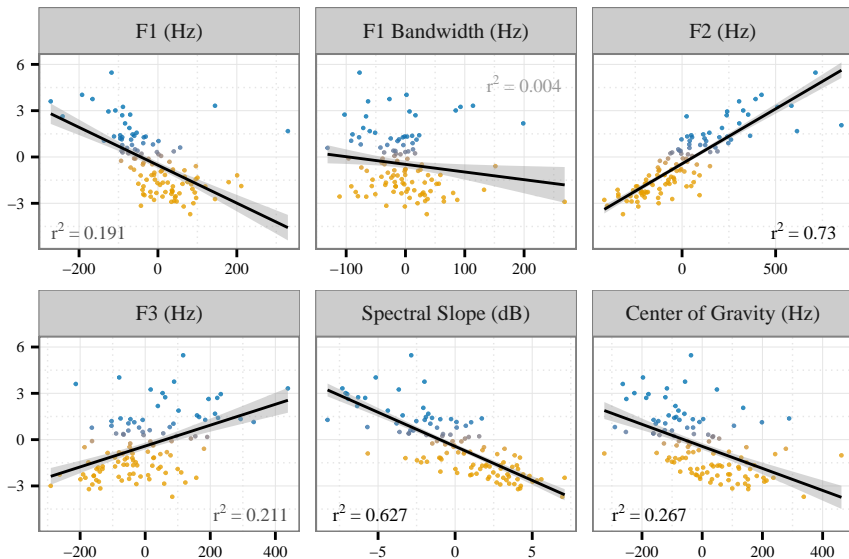 F1 (Hz) F1 Bandwidth (Hz) F2 (Hz)
6
3
0
−3
r² = 0.191
r² = 0.004
r² = 0.73
−200 0 200
−100 0 100 200
0 500
F3 (Hz) Spectral Slope (dB) Center of Gravity (Hz)
6
3
0
−3
r² = 0.211
r² = 0.627
r² = 0.267
−200 0 200 400
−5 0 5
−200 0 200 400